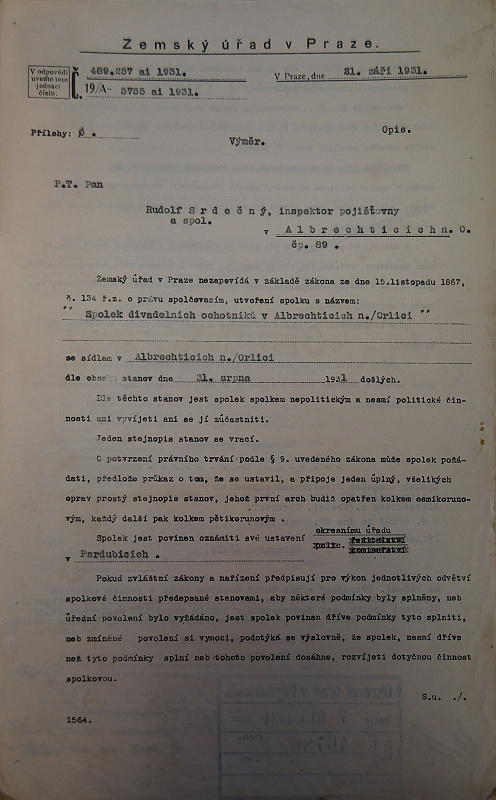 Zemský úřad v Praze.
V odpovědi
uveďte toto
jednací
číslo.
Č.
489.257 ai 1931.
19/A- 5755 ai 1931.
V Praze, dne 21. září 1931.
Přílohy: Ø .
Opis.
Výměr.
P.T. Pan
Rudolf S r d e č n ý, inspektor pojišťovny
a spol.
v A l b r e c h t i c í c h n. O.
čp. 89 .
Zemský úřad v Praze nezapovídá v základě zákona ze dne 15.listopadu 1867,
č. 134 ř.z. o právu spolčovacím, utvoření spolku s názvem:
" Spolek divadelních ochotníků v Albrechticích n./Orlicí "
se sídlem v Albrechticích n./Orlicí
dle obsahu stanov dne 31. srpna 1931 došlých.
Dle těchto stanov jest spolek spolkem nepolitickým a nesmí politické čin-
nosti ani vyvíjeti ani se jí zúčastniti.
Jeden stejnopis stanov se vrací.
O potvrzení právního trvání podle § 9. uvedeného zákona může spolek požá-
dati, předlože průkaz o tom, že se ustavil, a připoje jeden úplný, všelikých
oprav prostý stejnopis stanov, jehož první arch budiž opatřen kolkem osmikoruno-
vým, každý další pak kolkem pětikorunovým .
Spolek jest povinen oznámiti své ustavení okresnímu úřadu
polic. ředitelství
komisařství
v Pardubicích .
Pokud zvláštní zákony a nařízení předpisují pro výkon jednotlivých odvětví
spolkové činnosti předepsané stanovami, aby některé podmínky byly splněny, neb
úřední povolení bylo vyžádáno, jest spolek povinen dříve podmínky tyto splniti,
neb zmíněné povolení si vymoci, podotýká se výslovně, že spolek, nesmí dříve
než tyto podmínky splní neb tohoto povolení dosáhne, rozvíjeti dotyčnou činnost
spolkovou.
S.u. ./.
1564.